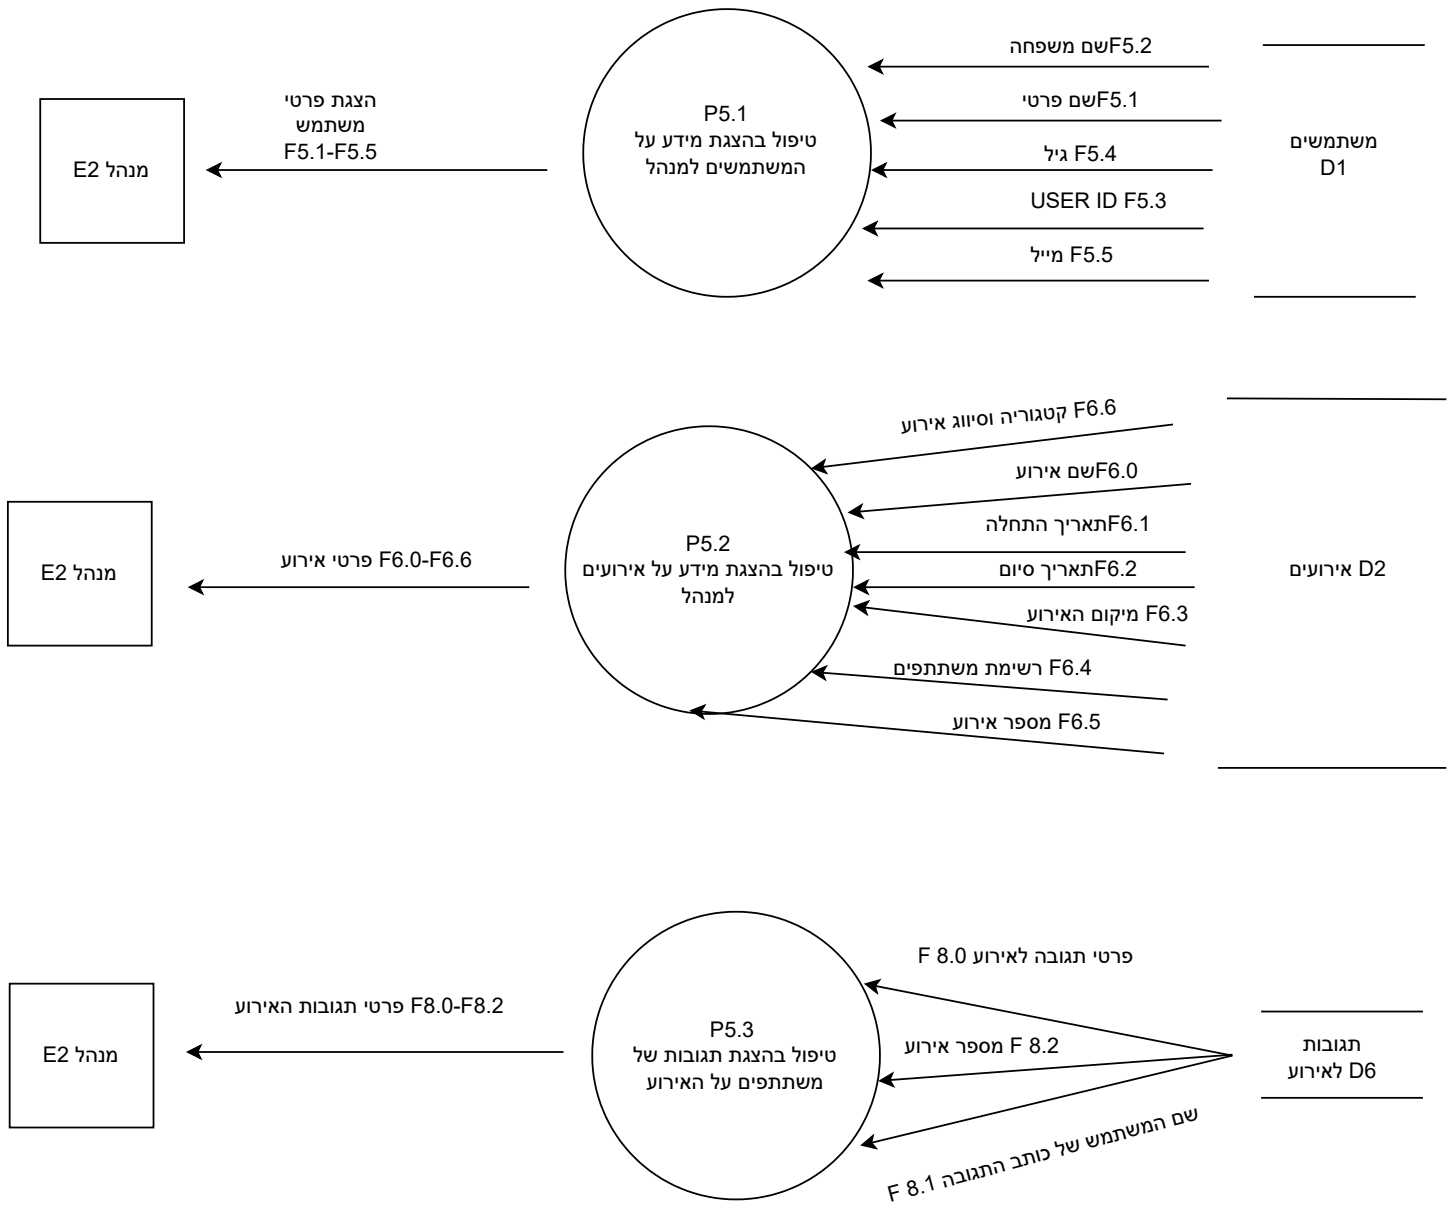 F5.2שם משפחה
F5.1שם פרטי
F5.4 גיל
USER ID F5.3
F5.5 מייל
משתמשים
D1
P5.1
טיפול בהצגת מידע על
המשתמשים למנהל
הצגת פרטי
משתמש
F5.1-F5.5
מנהל E2
F6.6 קטגוריה וסיווג אירוע
F6.0שם אירוע
F6.1תאריך התחלה
F6.2תאריך סיום
F6.3 מיקום האירוע
F6.4 רשימת משתתפים
F6.5 מספר אירוע
D2 אירועים
P5.2
טיפול בהצגת מידע על אירועים
למנהל
F6.0-F6.6 פרטי אירוע
מנהל E2
פרטי תגובה לאירוע F 8.0
F 8.2 מספר אירוע
שם המשתמש של כותב התגובה F 8.1
תגובות
D6 לאירוע
P5.3
טיפול בהצגת תגובות של
משתתפים על האירוע
F8.0-F8.2 פרטי תגובות האירוע
מנהל E2